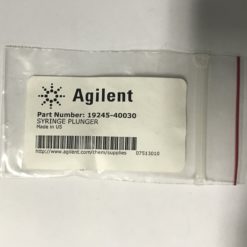 Agilent
Part Number: 19245-40030
SYRINGE PLUNGER
Made in US
http://www.agilent.com/chem/supplies 07513010